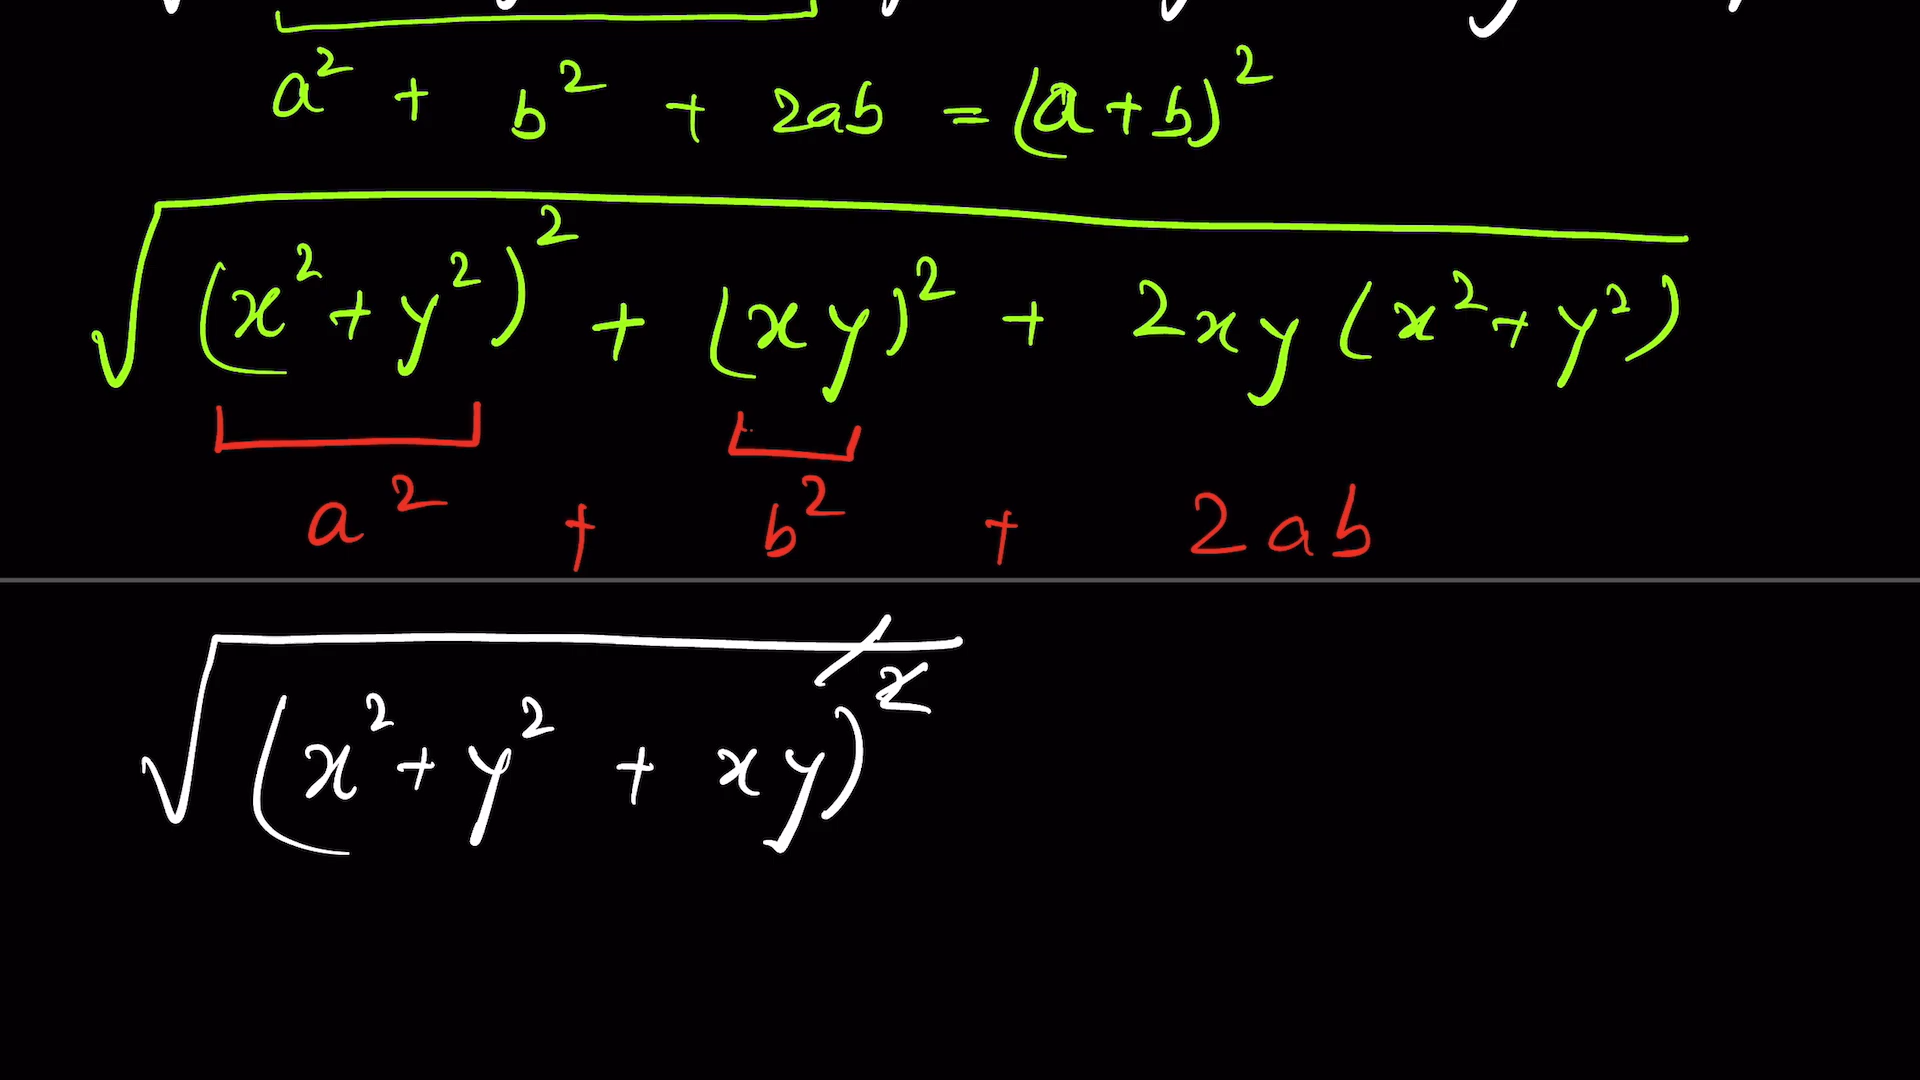 a² + b² + 2ab = (a+b)²
√((x²+y²)² + (xy)² + 2xy(x²+y²))
a² + b² + 2ab
√((x²+y² + xy)²)